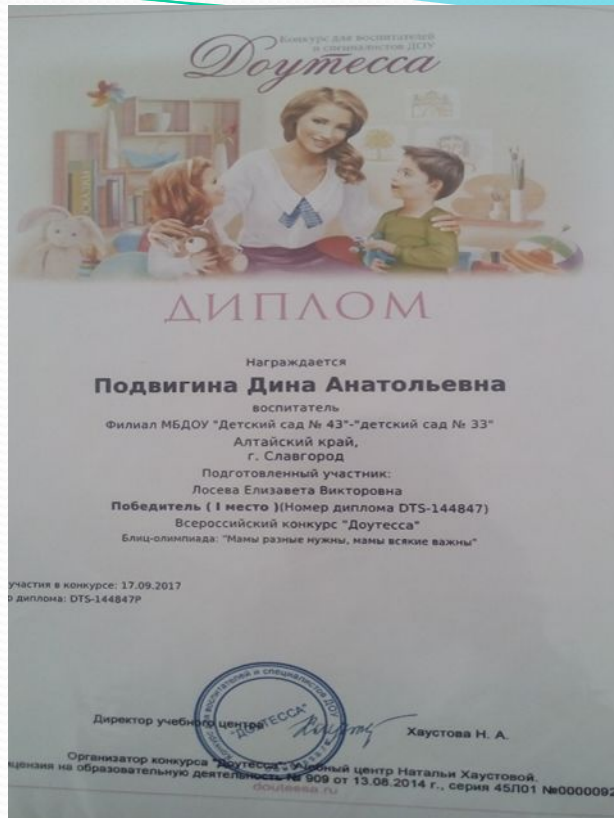 Конкурс для воспитателей
и специалистов ДОУ
Доутесса
СКАЗКИ
ДИПЛОМ
Награждается
Подвигина Дина Анатольевна
воспитатель
Филиал МБДОУ "Детский сад № 43"-"детский сад № 33"
Алтайский край,
г. Славгород
Подготовленный участник:
Лосева Елизавета Викторовна
Победитель ( I место )(Номер диплома DTS-144847)
Всероссийский конкурс "Доутесса"
Блиц-олимпиада: "Мамы разные нужны, мамы всякие важны"
участия в конкурсе: 17.09.2017
диплома: DTS-144847P
"ДОУТЕССА"
Директор учебного центра
Хаустова Н. А.
Организатор конкурса "Доутесса" - Учебный центр Натальи Хаустовой.
цензия на образовательную деятельность № 909 от 13.08.2014 г., серия 45Л01 №0000092
doutessa.ru